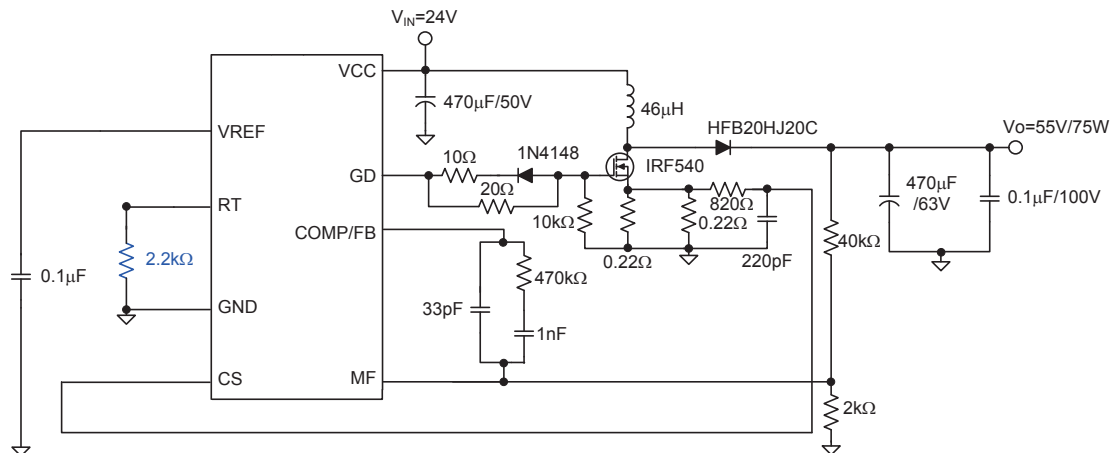 V_IN=24V
VCC
470μF/50V
46μH
HFB20HJ20C
Vo=55V/75W
VREF
1N4148
10Ω
IRF540
GD
20Ω
470μF
/63V
0.1μF/100V
RT
10kΩ
820Ω
0.22Ω
COMP/FB
40kΩ
2.2kΩ
0.22Ω
220pF
0.1μF
470kΩ
GND
33pF
1nF
CS
MF
2kΩ